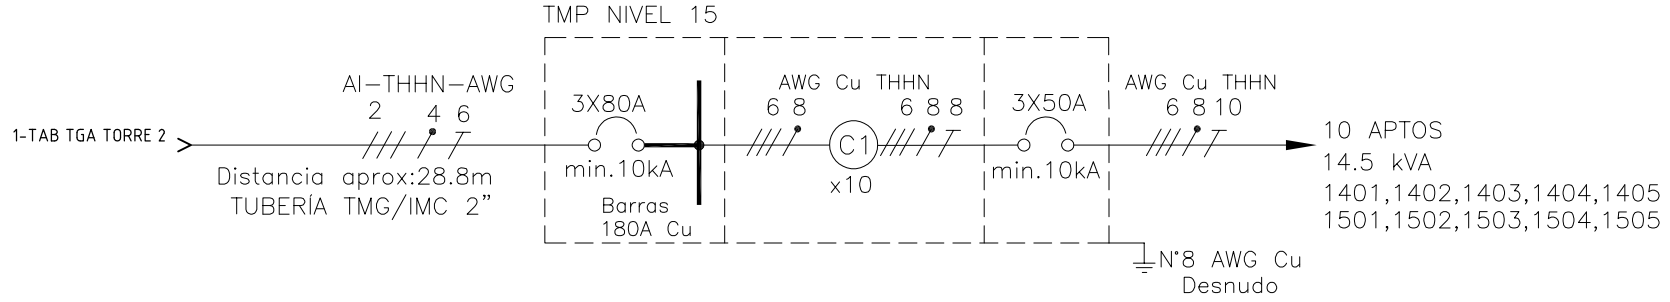 TMP NIVEL 15
Al-THHN-AWG
2 4 6
1-TAB TGA TORRE 2
Distancia aprox:28.8m
TUBERÍA TMG/IMC 2"
3X80A
min.10kA
Barras
180A Cu
AWG Cu THHN
6 8 6 8 8
C1
x10
3X50A
min.10kA
AWG Cu THHN
6 8 10
10 APTOS
14.5 kVA
1401,1402,1403,1404,1405
1501,1502,1503,1504,1505
N°8 AWG Cu
Desnudo